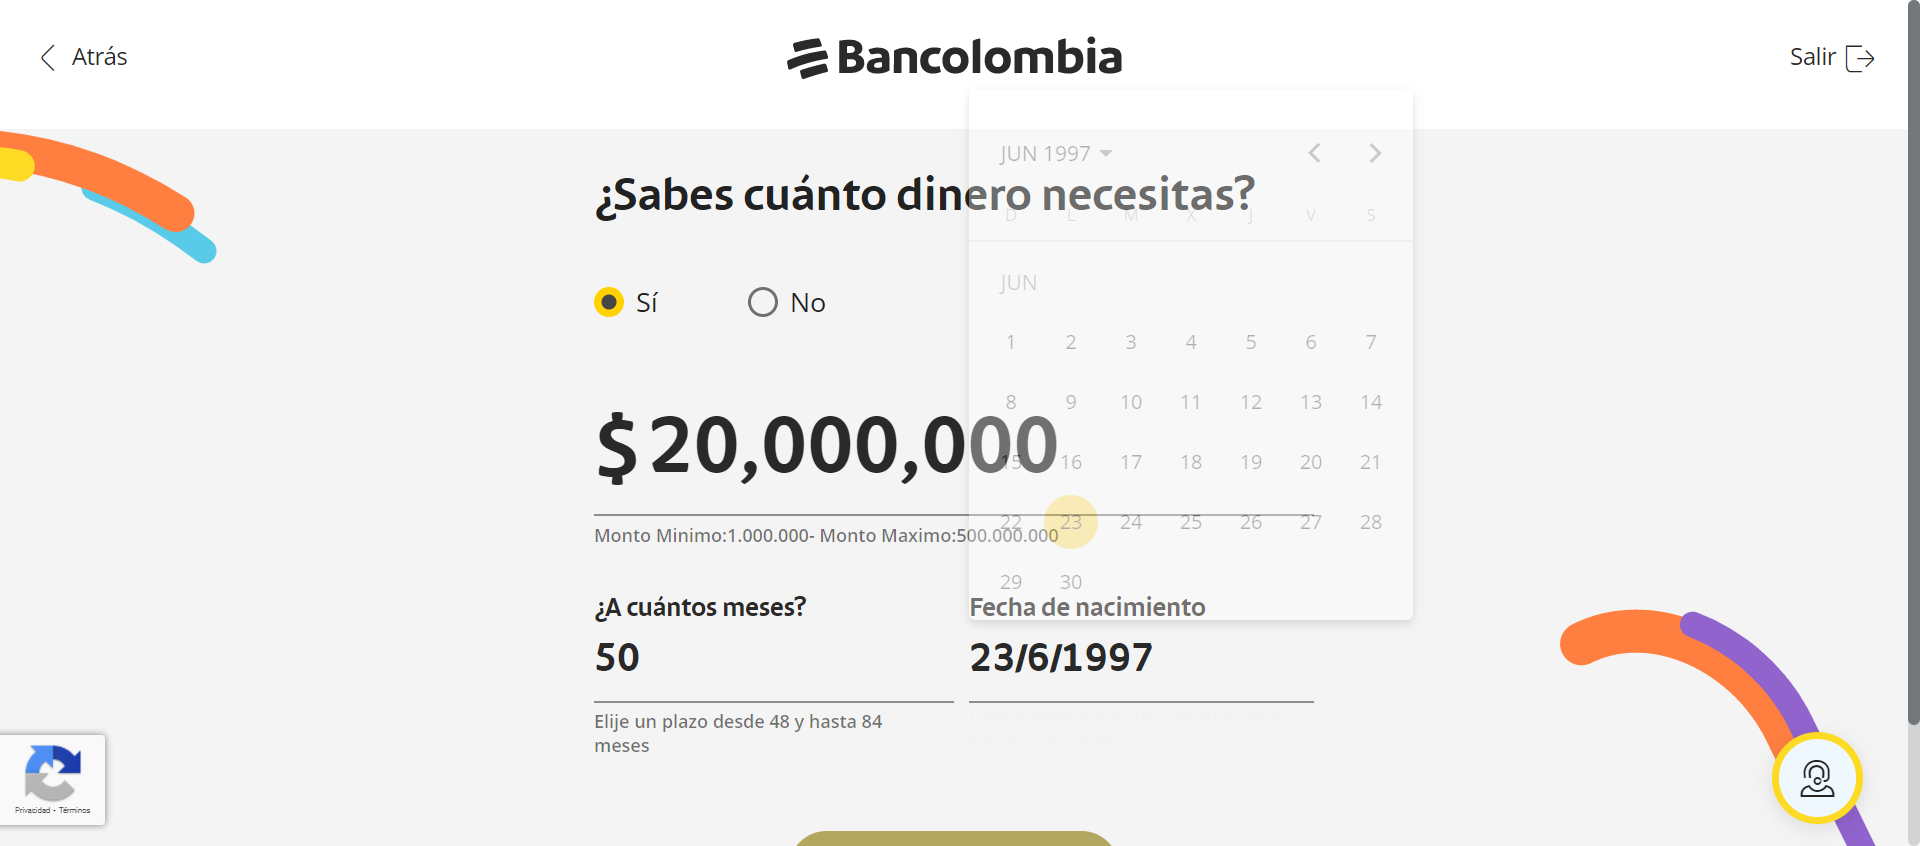 Atrás
Bancolombia
Salir
JUN 1997
¿Sabes cuánto dinero necesitas?
D L M X J V S
JUN
Sí No
1 2 3 4 5 6 7
8 9 10 11 12 13 14
$ 20,000,000
15 16 17 18 19 20 21
22 23 24 25 26 27 28
Monto Minimo:1.000.000- Monto Maximo:500.000.000
29 30
¿A cuántos meses?
50
Fecha de nacimiento
23/6/1997
Elije un plazo desde 48 y hasta 84
meses
Privacidad - Términos